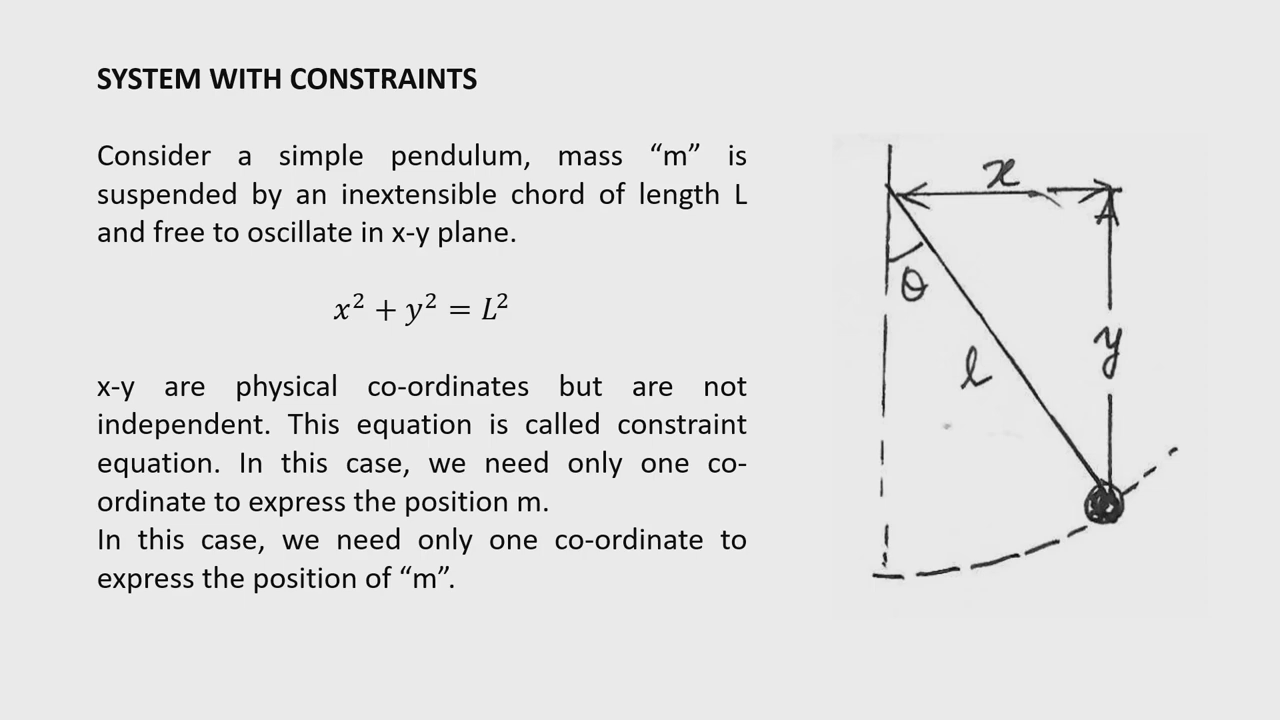 SYSTEM WITH CONSTRAINTS
Consider a simple pendulum, mass “m” is
suspended by an inextensible chord of length L
and free to oscillate in x-y plane.
x² + y² = L²
x-y are physical co-ordinates but are not
independent. This equation is called constraint
equation. In this case, we need only one co-
ordinate to express the position m.
In this case, we need only one co-ordinate to
express the position of “m”.
x
θ
l
y